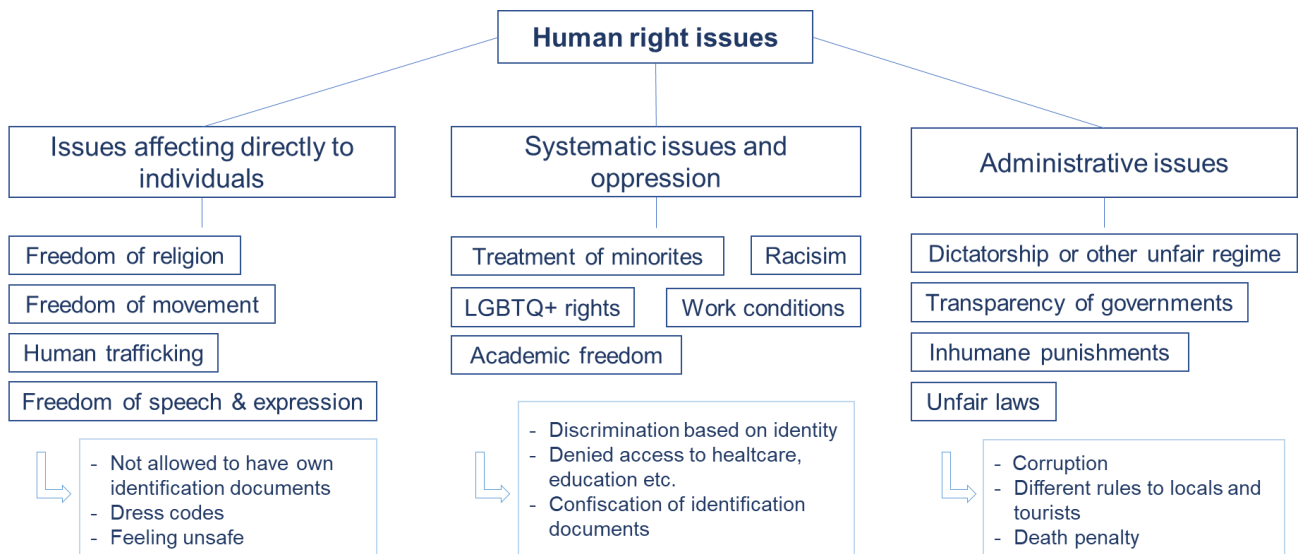 Human right issues
Issues affecting directly to
individuals
Freedom of religion
Freedom of movement
Human trafficking
Freedom of speech & expression
- Not allowed to have own
identification documents
- Dress codes
- Feeling unsafe
Systematic issues and
oppression
Treatment of minorites
Racisim
LGBTQ+ rights
Work conditions
Academic freedom
- Discrimination based on identity
- Denied access to healtcare,
education etc.
- Confiscation of identification
documents
Administrative issues
Dictatorship or other unfair regime
Transparency of governments
Inhumane punishments
Unfair laws
- Corruption
- Different rules to locals and
tourists
- Death penalty